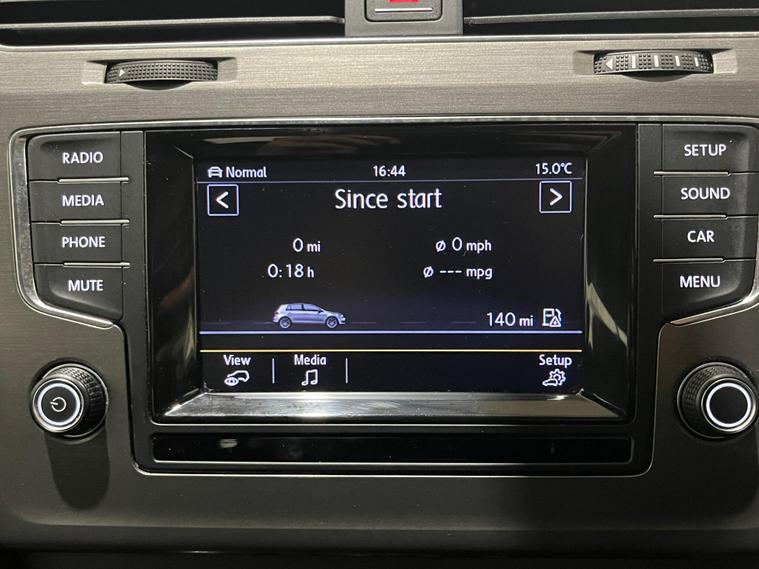 RADIO
MEDIA
PHONE
MUTE
Normal 16:44 15.0°C
Since start
0 mi ø 0 mph
0:18 h ø --- mpg
140 mi
View Media Setup
SETUP
SOUND
CAR
MENU